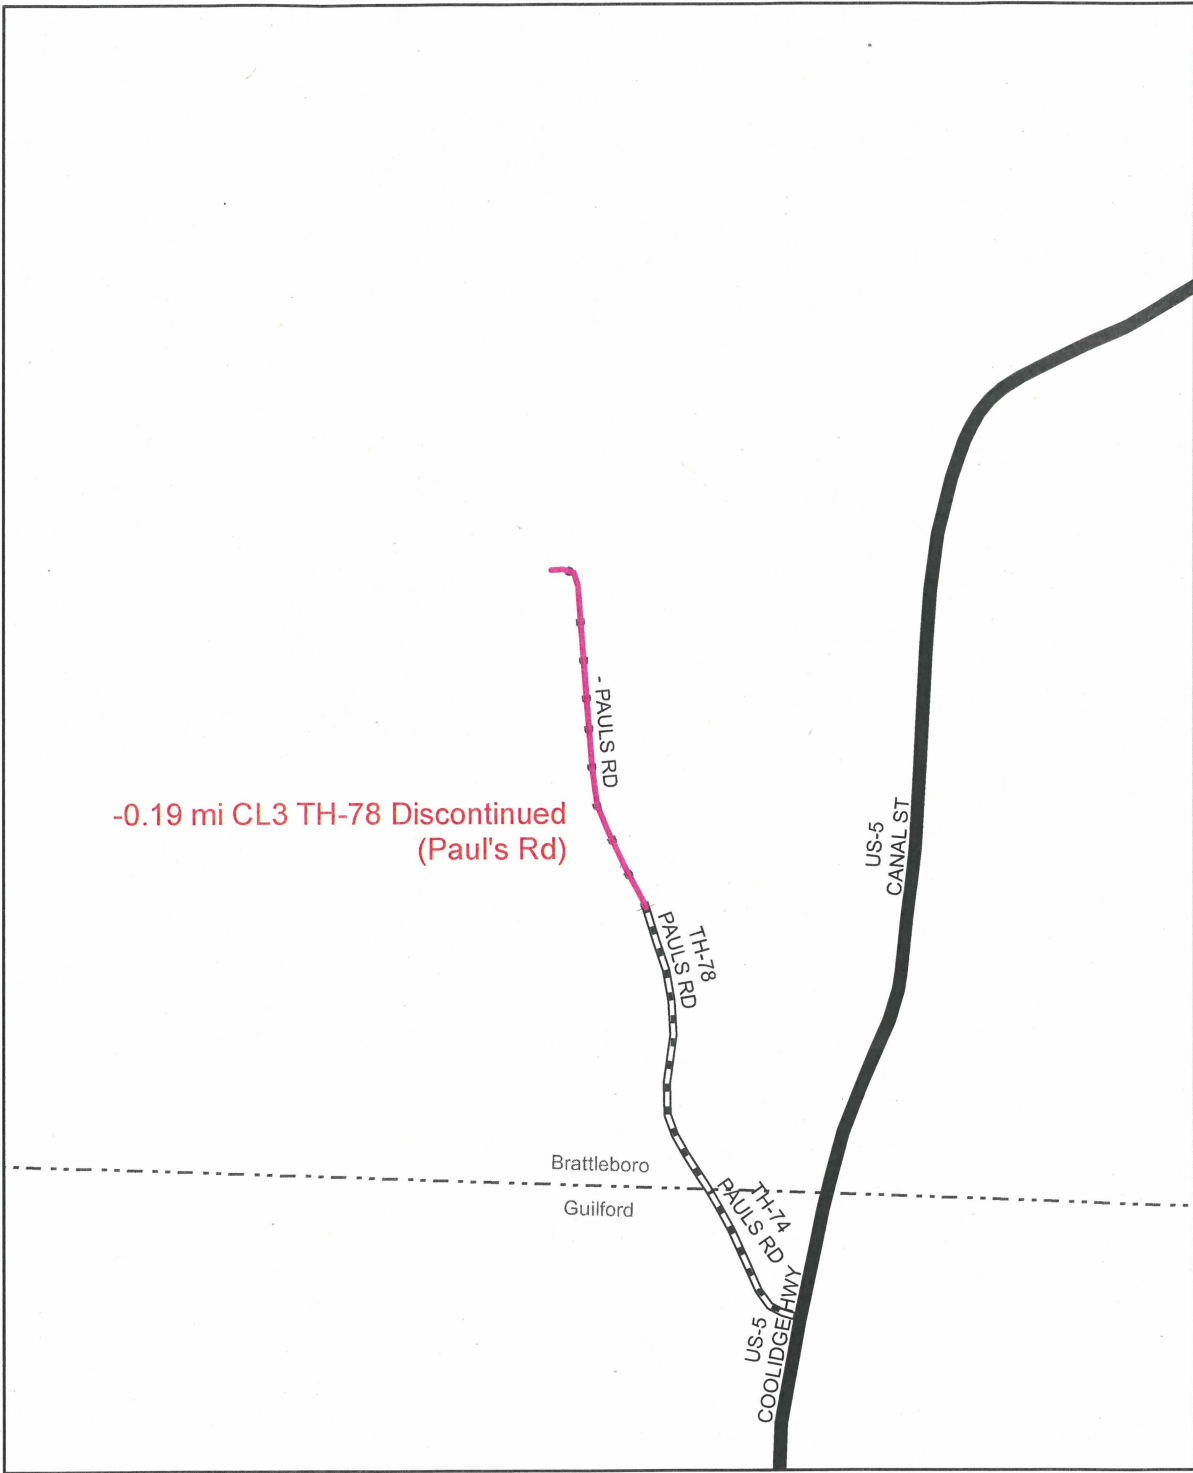 - PAULS RD
-0.19 mi CL3 TH-78 Discontinued
(Paul's Rd)
US-5
CANAL ST
TH-78
PAULS RD
Brattleboro
Guilford
TH-74
PAULS RD
US-5
COOLIDGE HWY